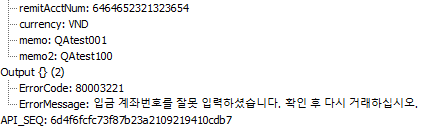 remitAcctNum: 6464652321323654
currency: VND
memo: QAtest001
memo2: QAtest100
Output {} (2)
ErrorCode: 80003221
ErrorMessage: 입금 계좌번호를 잘못 입력하셨습니다. 확인 후 다시 거래하십시오.
API_SEQ: 6d4f6fcfc73f87b23a2109219410cdb7